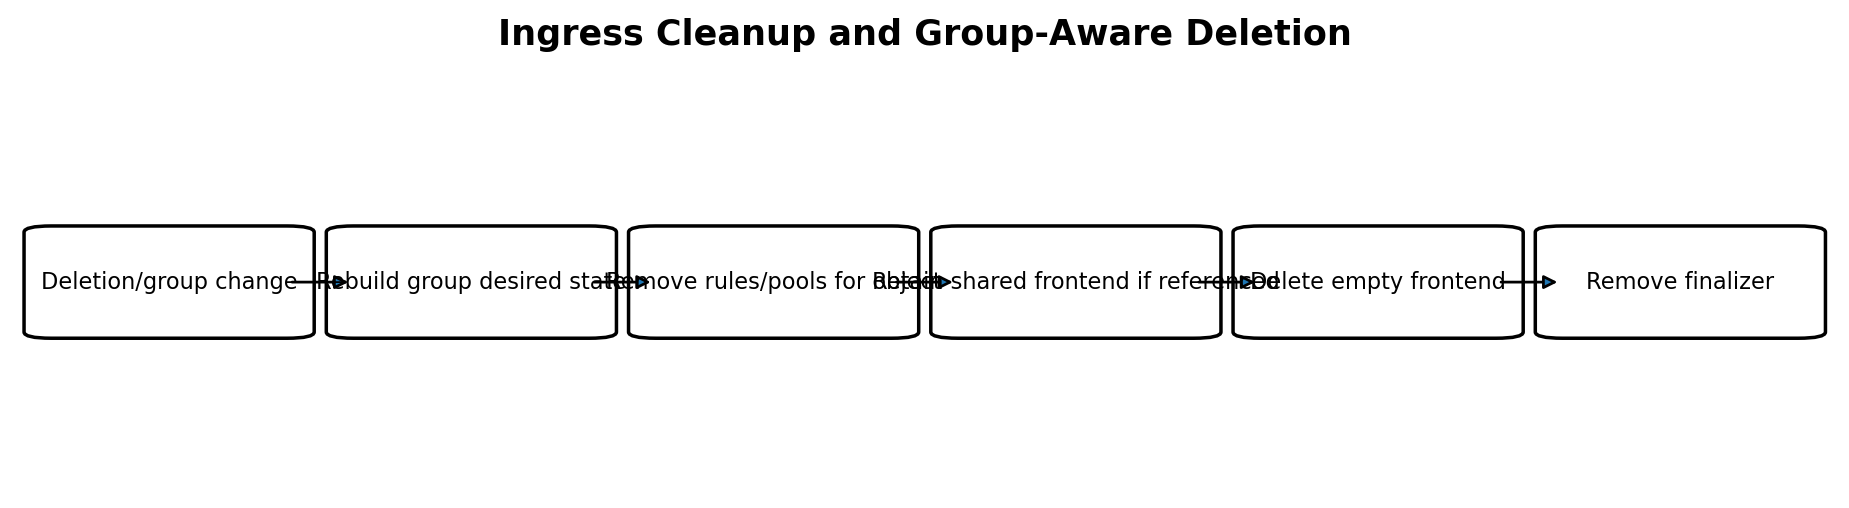 Ingress Cleanup and Group-Aware Deletion
Deletion/group change
Rebuild group desired state
Remove rules/pools for object
Retain shared frontend if referenced
Delete empty frontend
Remove finalizer